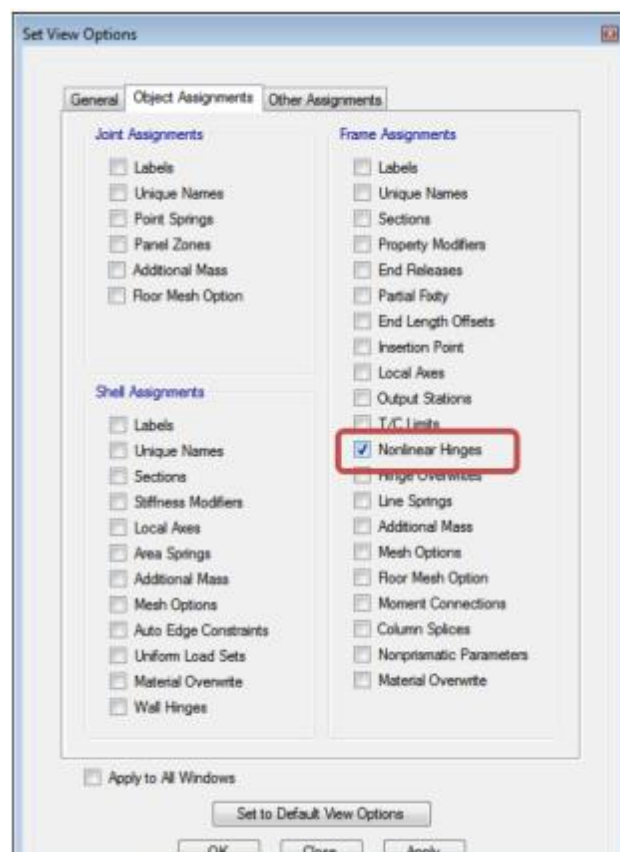 Set View Options
General
Object Assignments
Other Assignments
Joint Assignments
Labels
Unique Names
Point Springs
Panel Zones
Additional Mass
Floor Mesh Option
Shell Assignments
Labels
Unique Names
Sections
Stiffness Modifiers
Local Axes
Area Springs
Additional Mass
Mesh Options
Auto Edge Constraints
Uniform Load Sets
Material Overwrite
Wall Hinges
Frame Assignments
Labels
Unique Names
Sections
Property Modifiers
End Releases
Partial Fixity
End Length Offsets
Insertion Point
Local Axes
Output Stations
T/C Limits
Nonlinear Hinges
Hinge Overwrites
Line Springs
Additional Mass
Mesh Options
Floor Mesh Option
Moment Connections
Column Splices
Nonprismatic Parameters
Material Overwrite
Apply to All Windows
Set to Default View Options
OK
Close
Apply